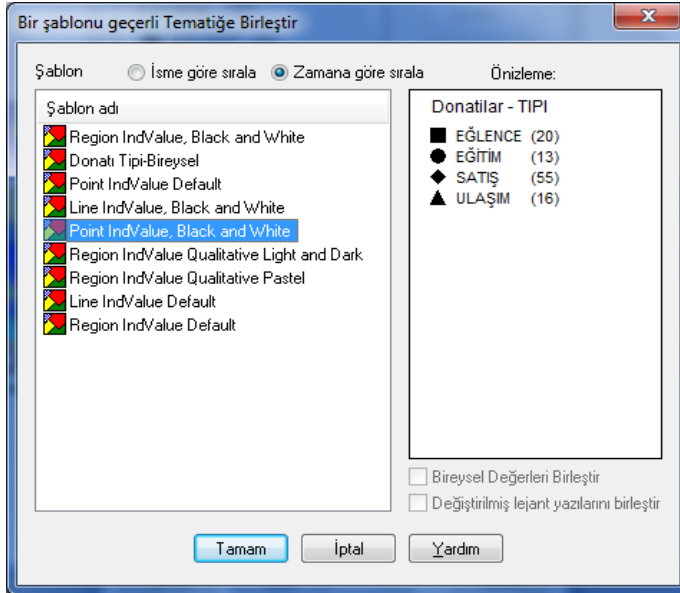 Bir şablonu geçerli Tematiğe Birleştir
Şablon İsme göre sırala Zamana göre sırala Önizleme:
Şablon adı
Region IndValue, Black and White
Donatı Tipi-Bireysel
Point IndValue Default
Line IndValue, Black and White
Point IndValue, Black and White
Region IndValue Qualitative Light and Dark
Region IndValue Qualitative Pastel
Line IndValue Default
Region IndValue Default
Donatilar - TIPI
EĞLENCE (20)
EĞİTİM (13)
SATIŞ (55)
ULAŞIM (16)
Bireysel Değerleri Birleştir
Değiştirilmiş lejant yazılarını birleştir
Tamam İptal Yardım